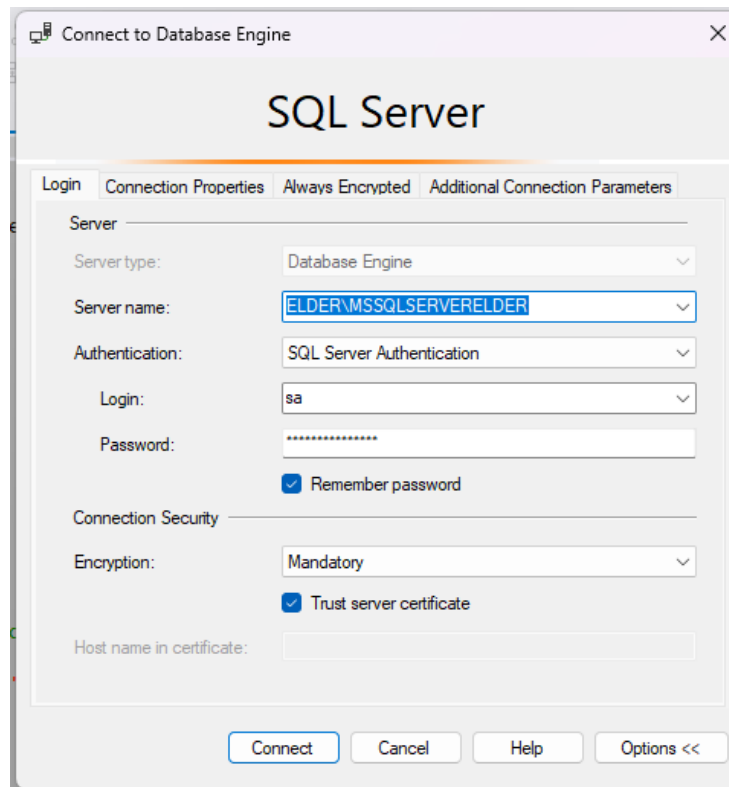 Connect to Database Engine
SQL Server
Login Connection Properties Always Encrypted Additional Connection Parameters
Server
Server type: Database Engine
Server name: ELDER\MSSQLSERVERELDER
Authentication: SQL Server Authentication
Login: sa
Password: ***************
Remember password
Connection Security
Encryption: Mandatory
Trust server certificate
Host name in certificate:
Connect Cancel Help Options <<